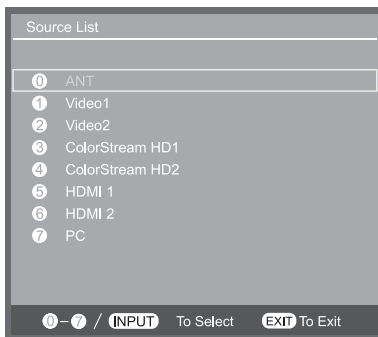 Source List
0 ANT
1 Video1
2 Video2
3 ColorStream HD1
4 ColorStream HD2
5 HDMI 1
6 HDMI 2
7 PC
0-7 / INPUT To Select EXIT To Exit